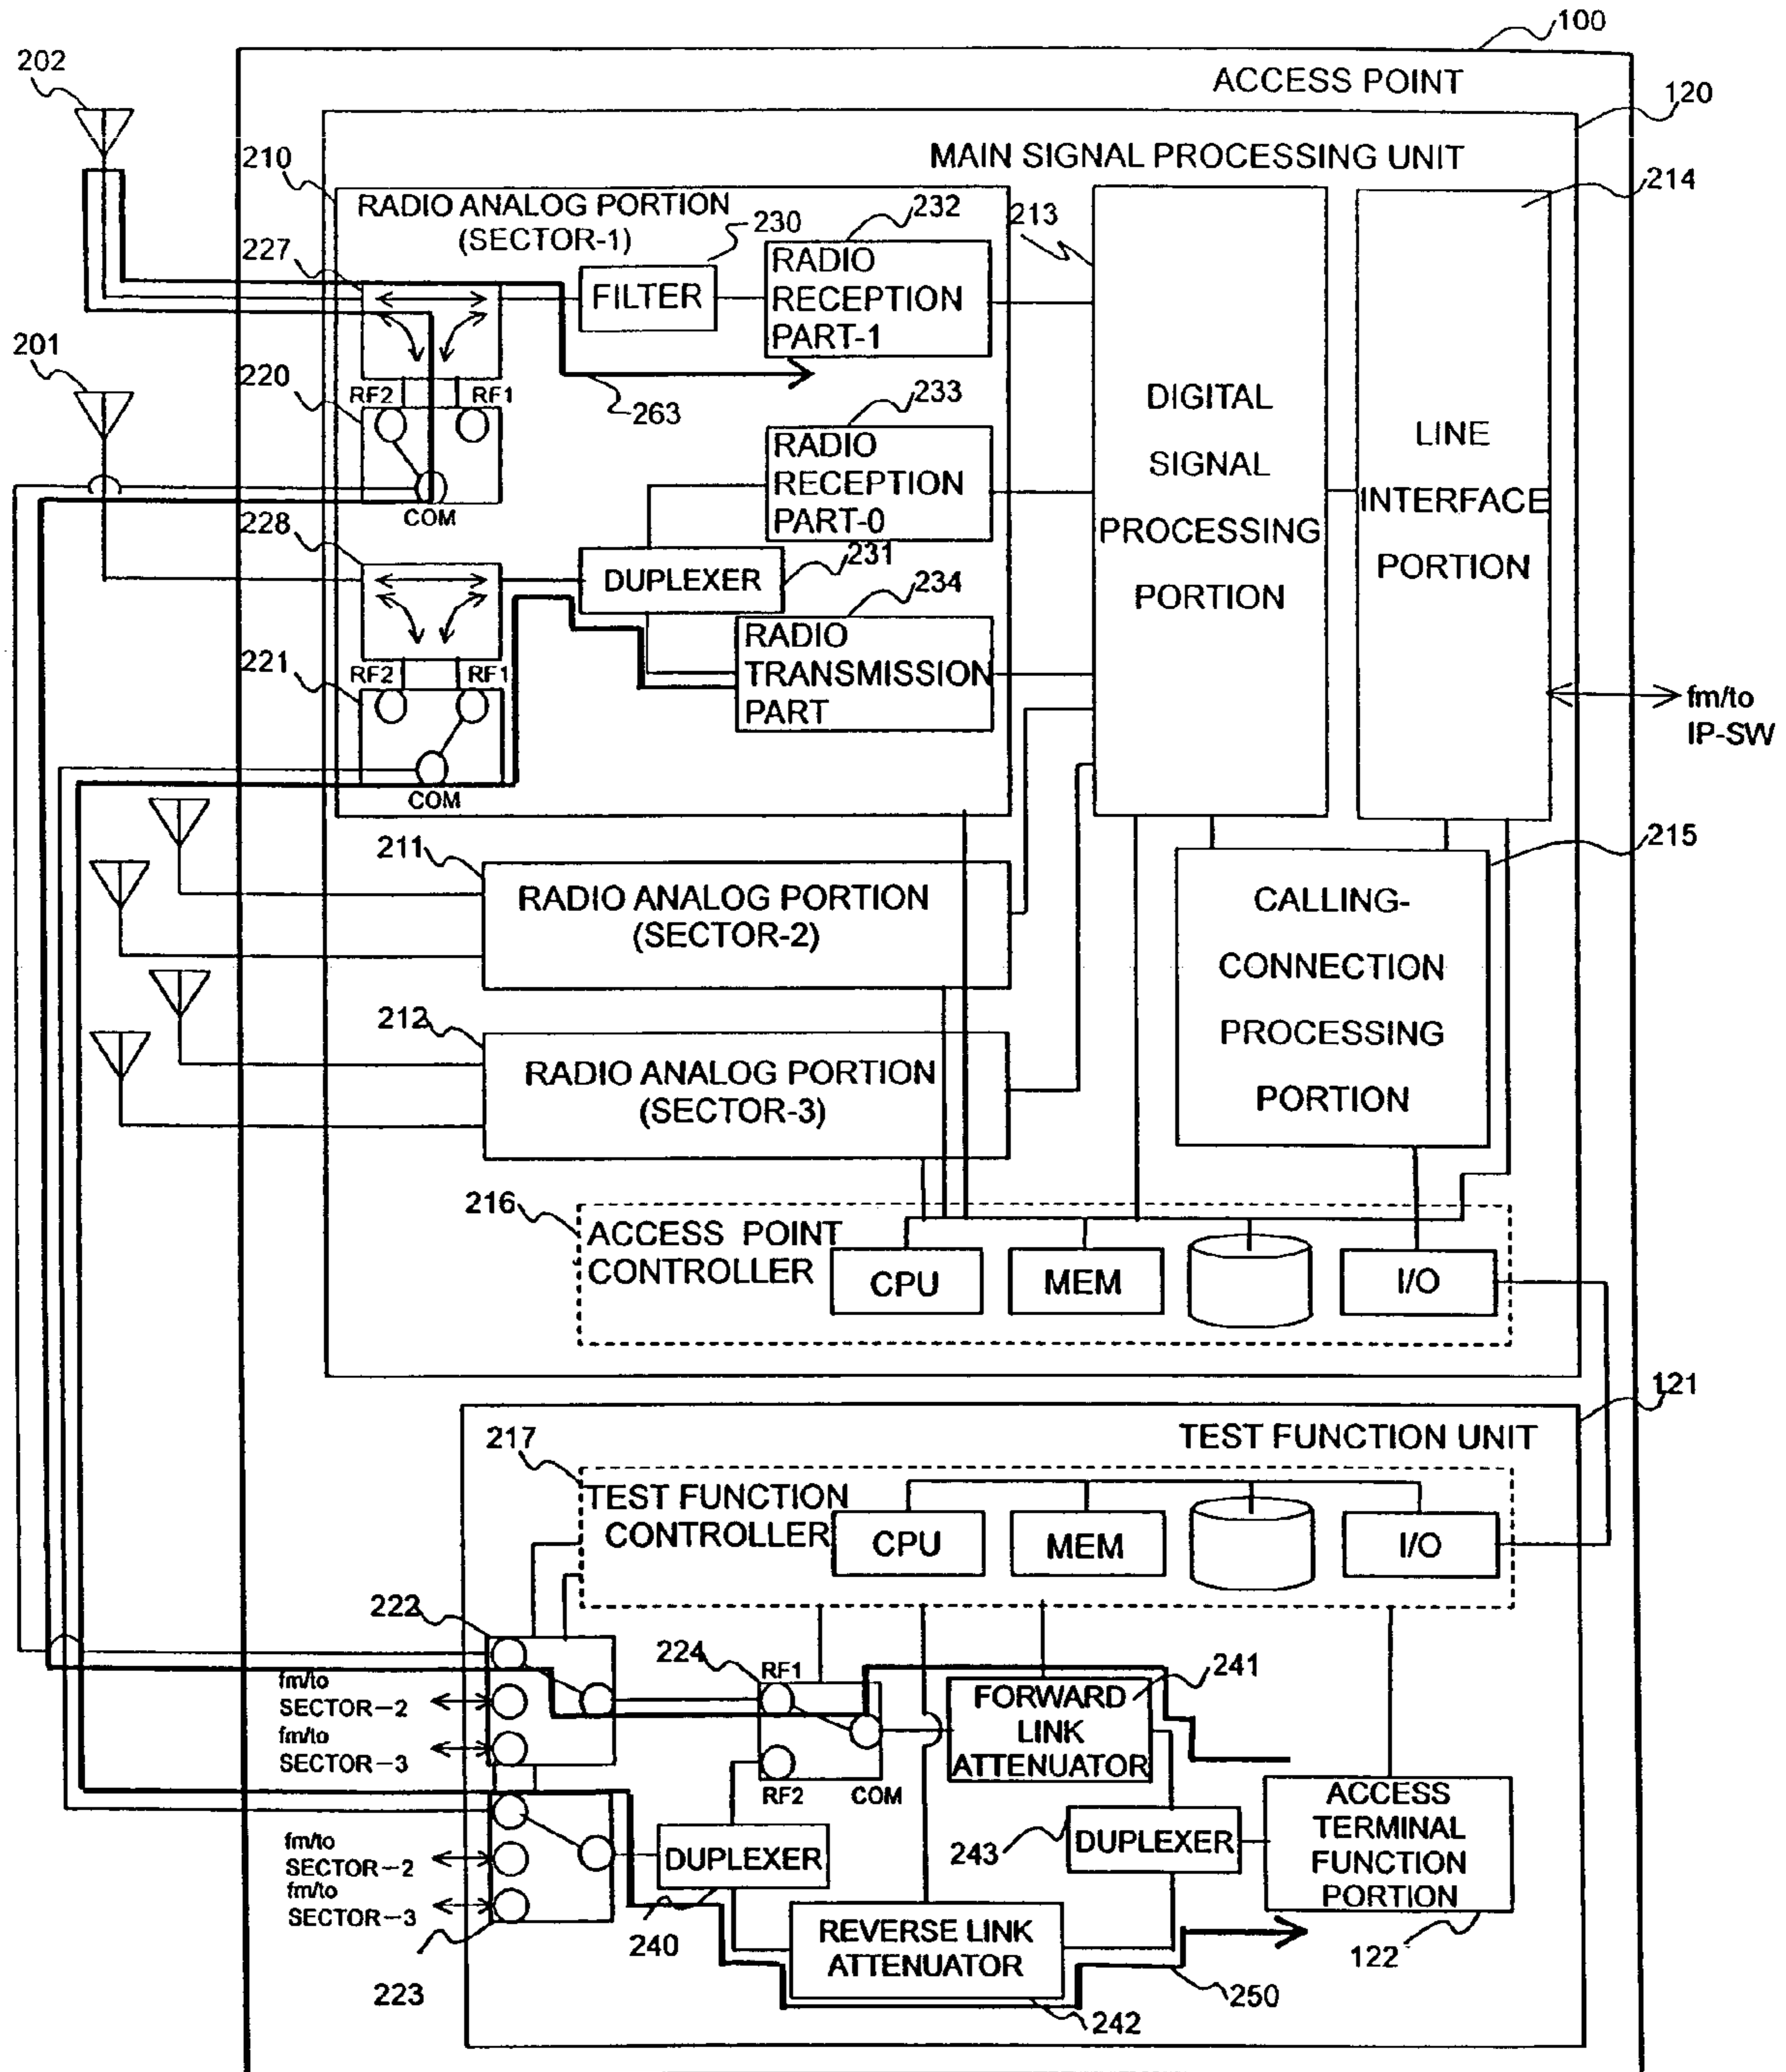 100
ACCESS POINT
202
120
MAIN SIGNAL PROCESSING UNIT
210
214
RADIO ANALOG PORTION
(SECTOR-1)
230
232
213
227
FILTER
RADIO
RECEPTION
PART-1
201
220
RF2
RF1
263
233
DIGITAL
SIGNAL
PROCESSING
PORTION
LINE
INTERFACE
PORTION
RADIO
RECEPTION
PART-0
COM
228
231
DUPLEXER
234
RADIO
TRANSMISSION
PART
221
RF2
RF1
fm/to
IP-SW
COM
211
RADIO ANALOG PORTION
(SECTOR-2)
215
CALLING-
CONNECTION
PROCESSING
PORTION
212
RADIO ANALOG PORTION
(SECTOR-3)
216
ACCESS POINT
CONTROLLER
CPU
MEM
I/O
121
TEST FUNCTION UNIT
217
TEST FUNCTION
CONTROLLER
CPU
MEM
I/O
222
224
RF1
241
fm/to
SECTOR-2
fm/to
SECTOR-3
FORWARD
LINK
ATTENUATOR
RF2
COM
ACCESS
TERMINAL
FUNCTION
PORTION
fm/to
SECTOR-2
fm/to
SECTOR-3
DUPLEXER
243
DUPLEXER
240
REVERSE LINK
ATTENUATOR
122
223
250
242